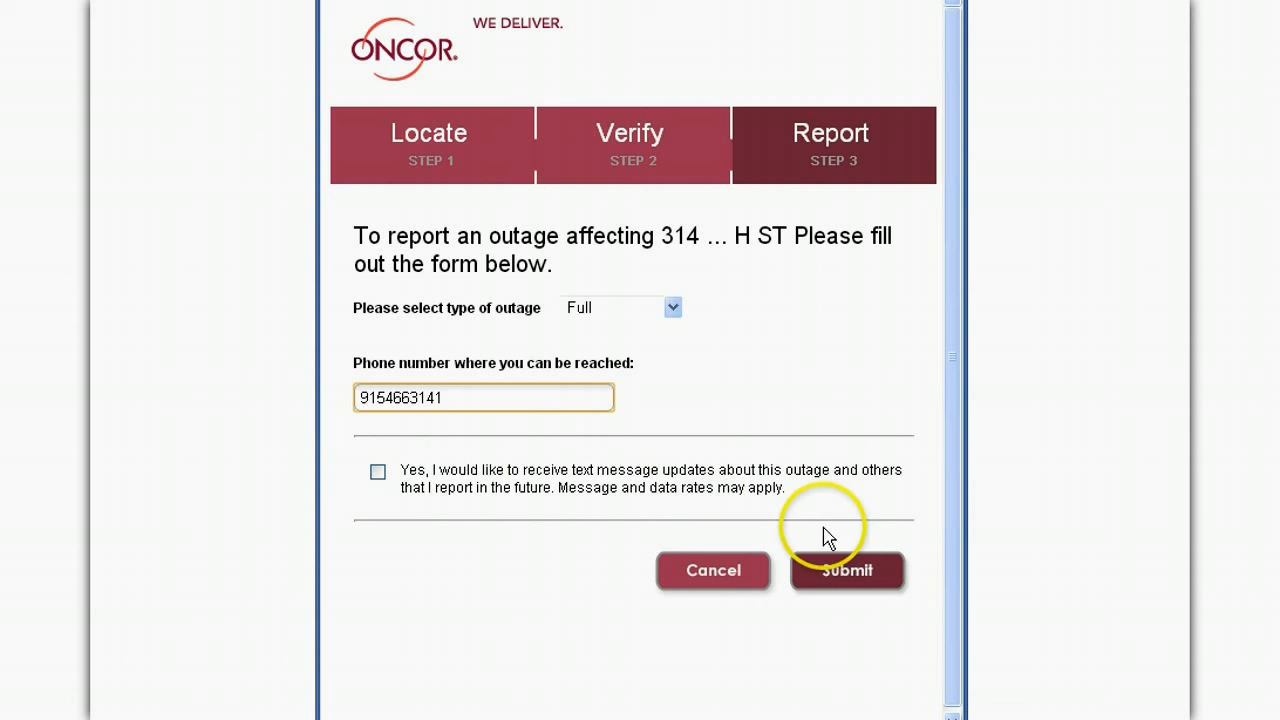 WE DELIVER.
ONCOR.
Locate Verify Report
STEP 1 STEP 2 STEP 3
To report an outage affecting 314 ... H ST Please fill
out the form below.
Please select type of outage Full
Phone number where you can be reached:
9154663141
Yes, I would like to receive text message updates about this outage and others
that I report in the future. Message and data rates may apply.
Cancel Submit